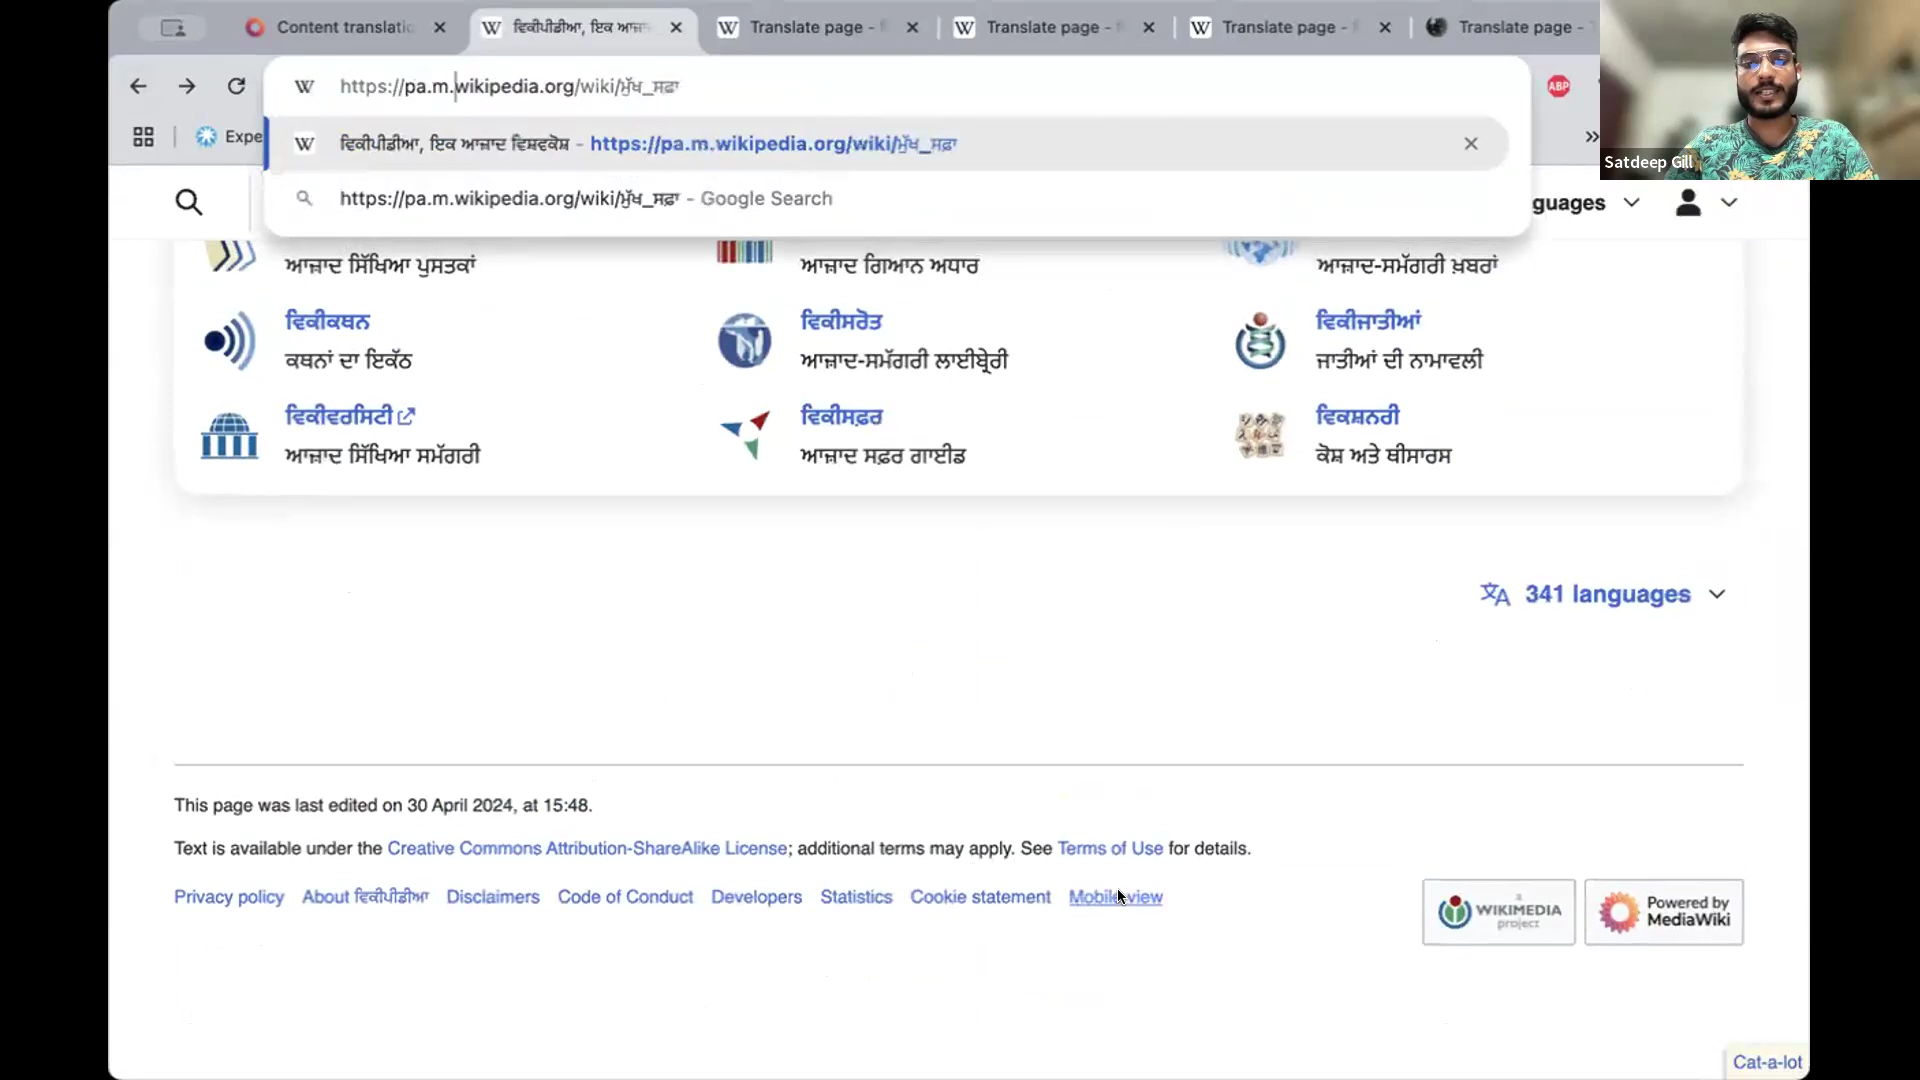 Content translatio
ਵਿਕੀਪੀਡੀਆ, ਇਕ ਆਜ਼ਾ
Translate page -
Translate page -
Translate page -
Translate page -
https://pa.m.wikipedia.org/wiki/ਮੁੱਖ_ਸਫ਼ਾ
ABP
Expe
ਵਿਕੀਪੀਡੀਆ, ਇਕ ਆਜ਼ਾਦ ਵਿਸ਼ਵਕੋਸ਼ - https://pa.m.wikipedia.org/wiki/ਮੁੱਖ_ਸਫ਼ਾ
»
Satdeep Gill
https://pa.m.wikipedia.org/wiki/ਮੁੱਖ_ਸਫ਼ਾ - Google Search
guages
ਆਜ਼ਾਦ ਸਿੱਖਿਆ ਪੁਸਤਕਾਂ
ਆਜ਼ਾਦ ਗਿਆਨ ਅਧਾਰ
ਆਜ਼ਾਦ-ਸਮੱਗਰੀ ਖ਼ਬਰਾਂ
ਵਿਕੀਕਥਨ
ਕਥਨਾਂ ਦਾ ਇਕੱਠ
ਵਿਕੀਸਰੋਤ
ਆਜ਼ਾਦ-ਸਮੱਗਰੀ ਲਾਈਬ੍ਰੇਰੀ
ਵਿਕੀਜਾਤੀਆਂ
ਜਾਤੀਆਂ ਦੀ ਨਾਮਾਵਲੀ
ਵਿਕੀਵਰਸਿਟੀ
ਆਜ਼ਾਦ ਸਿੱਖਿਆ ਸਮੱਗਰੀ
ਵਿਕੀਸਫ਼ਰ
ਆਜ਼ਾਦ ਸਫ਼ਰ ਗਾਈਡ
ਵਿਕਸ਼ਨਰੀ
ਕੋਸ਼ ਅਤੇ ਥੀਸਾਰਸ
341 languages
This page was last edited on 30 April 2024, at 15:48.
Text is available under the Creative Commons Attribution-ShareAlike License; additional terms may apply. See Terms of Use for details.
Privacy policy About ਵਿਕੀਪੀਡੀਆ Disclaimers Code of Conduct Developers Statistics Cookie statement Mobile view
a
WIKIMEDIA
project
Powered by
MediaWiki
Cat-a-lot